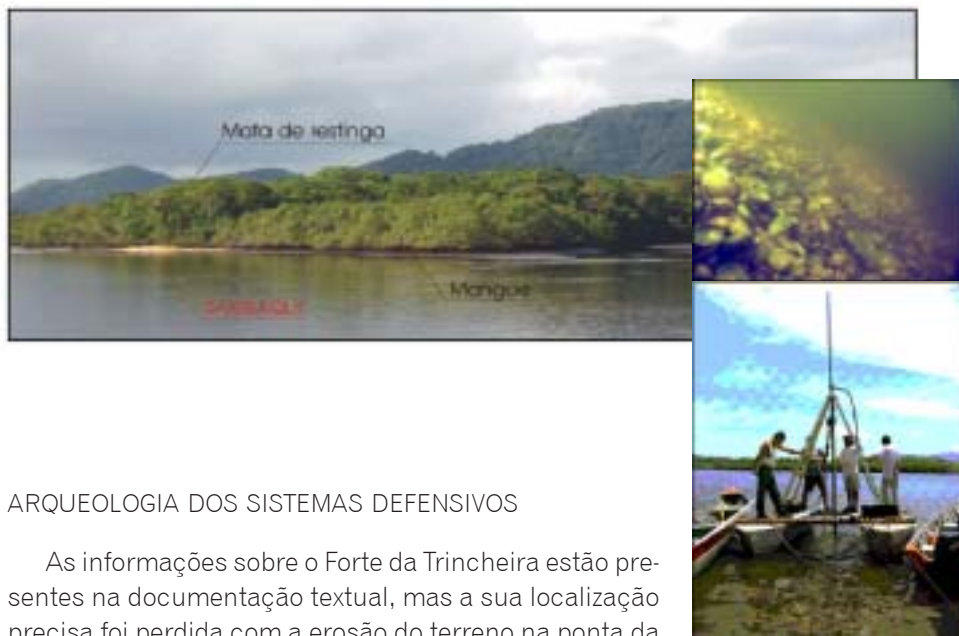 Mata de restinga
Mangue
SAMBAQUI
ARQUEOLOGIA DOS SISTEMAS DEFENSIVOS
As informações sobre o Forte da Trincheira estão pre-
sentes na documentação textual, mas a sua localização
precisa foi perdida com a erosão do terreno na ponta da